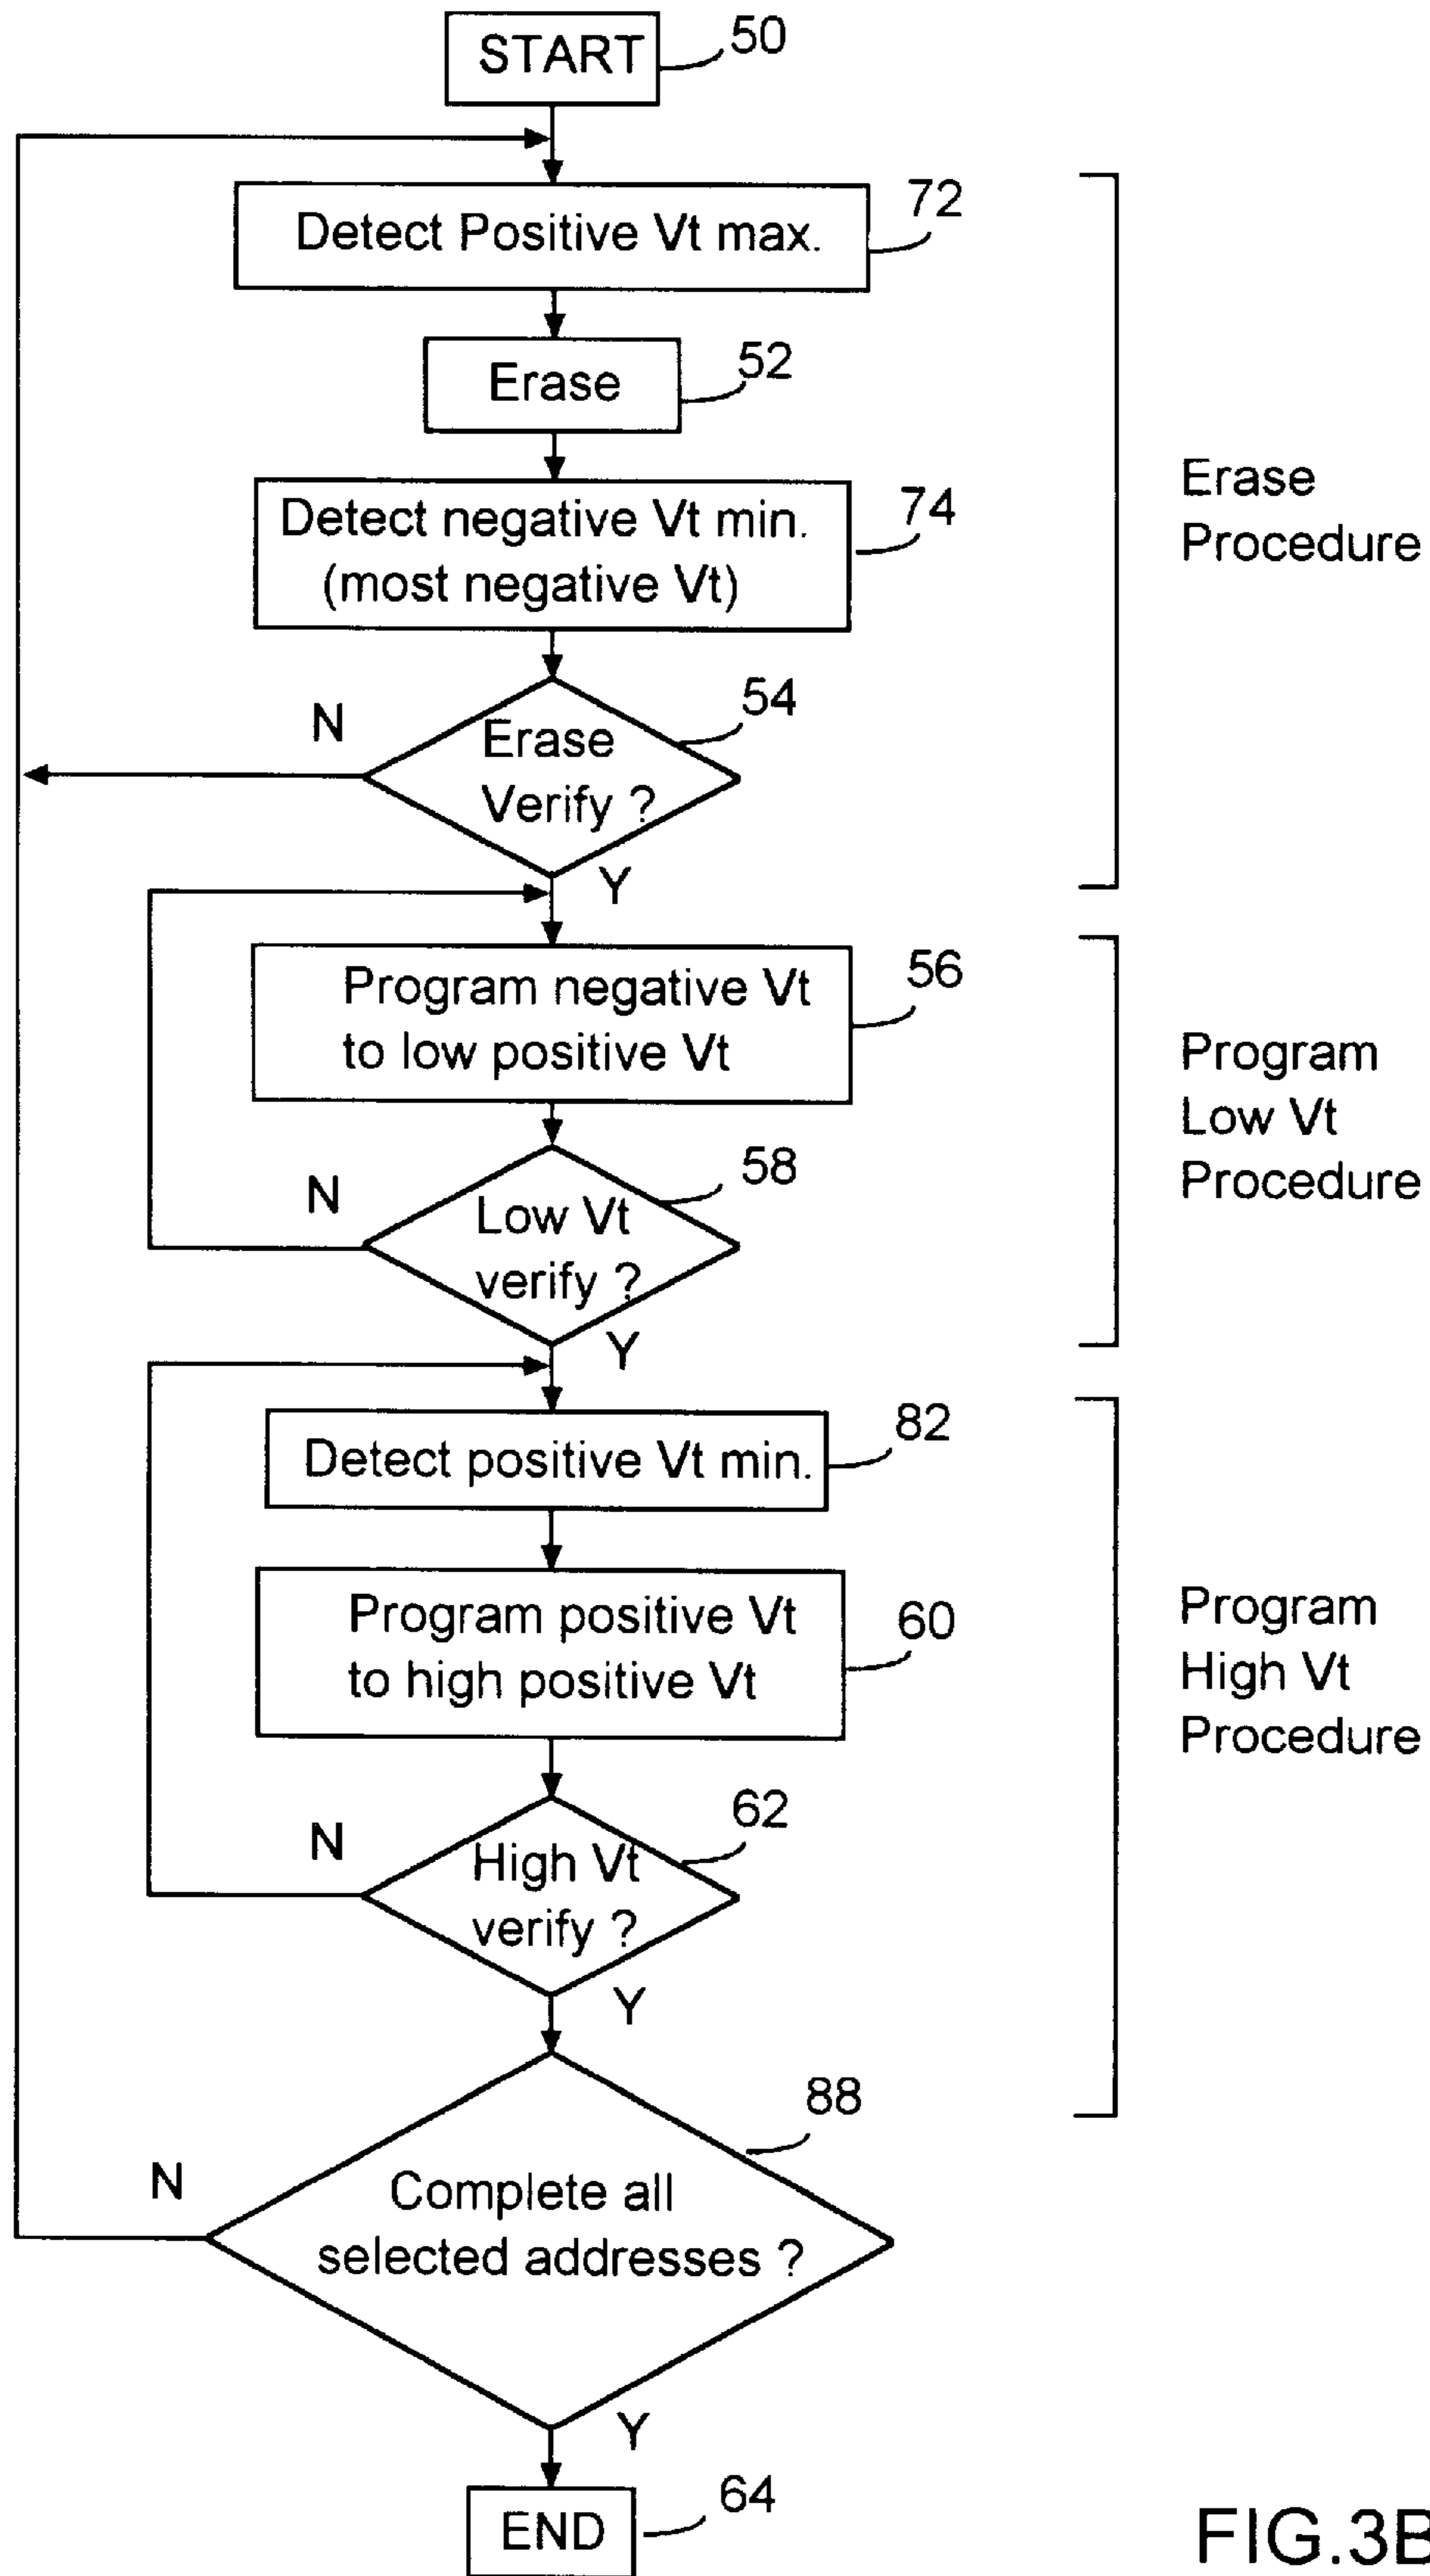 START
50
Detect Positive Vt max.
72
Erase
52
Detect negative Vt min.
(most negative Vt)
74
Erase
Procedure
N
Erase
Verify ?
54
Y
Program negative Vt
to low positive Vt
56
Program
Low Vt
Procedure
N
Low Vt
verify ?
58
Y
Detect positive Vt min.
82
Program positive Vt
to high positive Vt
60
Program
High Vt
Procedure
N
High Vt
verify ?
62
Y
N
Complete all
selected addresses ?
88
Y
END
64
FIG.3B